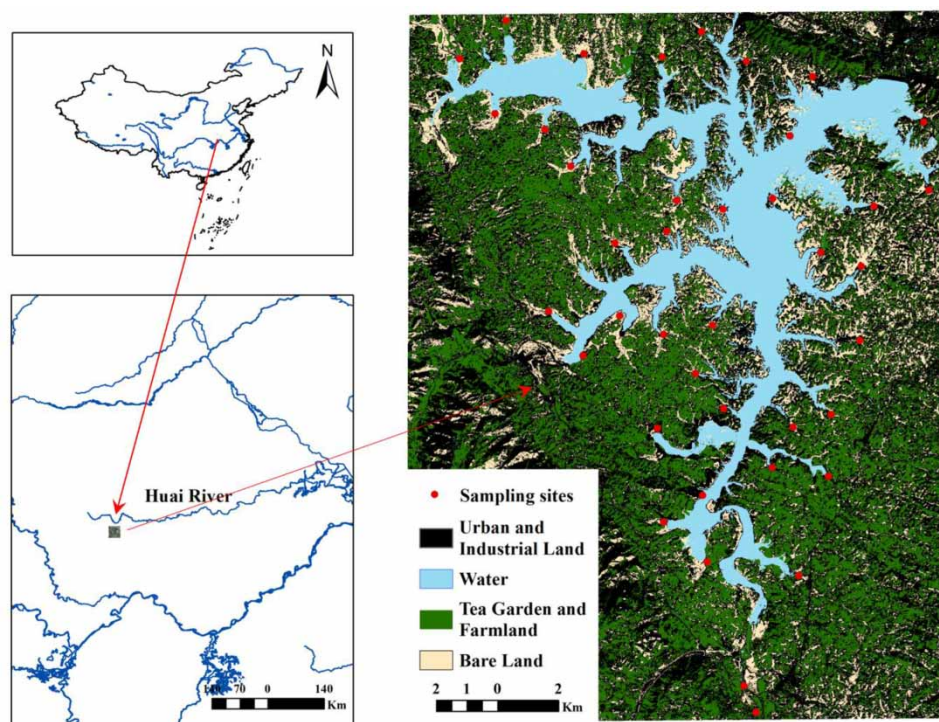 N
Huai River
140 70 0 140
Km
Sampling sites
Urban and
Industrial Land
Water
Tea Garden and
Farmland
Bare Land
2 1 0 2
Km